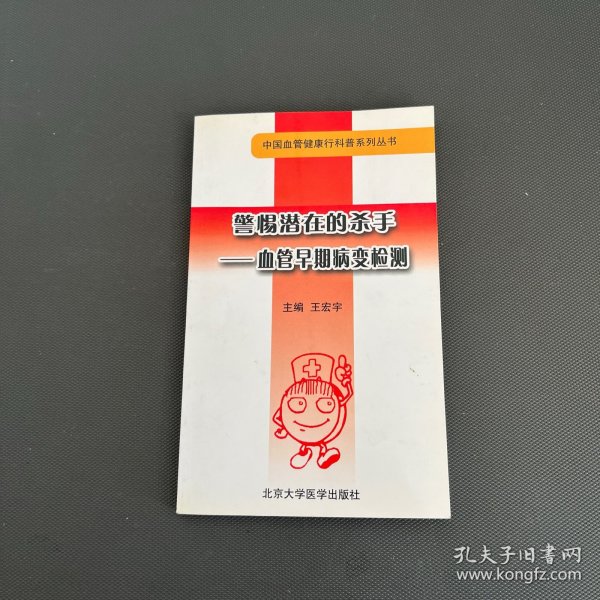 中国血管健康行科普系列丛书
警惕潜在的杀手
——血管早期病变检测
主编 王宏宇
北京大学医学出版社
孔夫子旧书网
www.kongfz.com